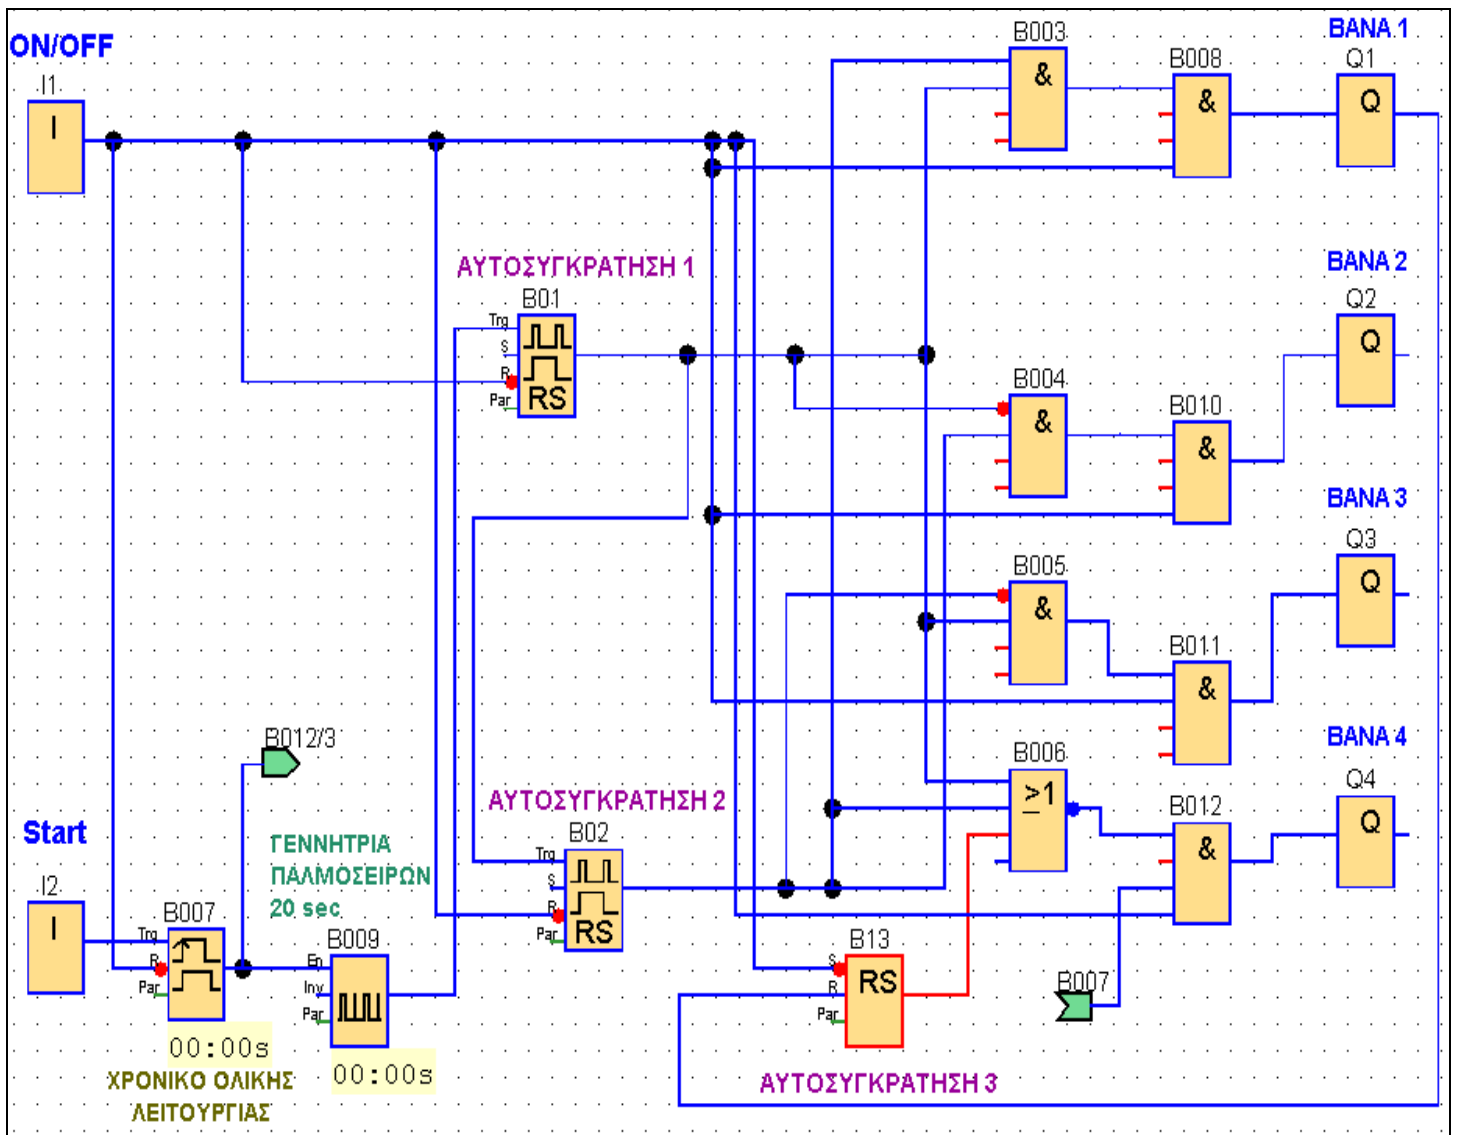 ON/OFF
I1
I
B003
&
B008
&
BANA 1
Q1
Q
ΑΥΤΟΣΥΓΚΡΑΤΗΣΗ 1
B01
Trg
S
R
Par
RS
B004
&
B010
&
BANA 2
Q2
Q
B005
&
B011
&
BANA 3
Q3
Q
B012/3
ΑΥΤΟΣΥΓΚΡΑΤΗΣΗ 2
B02
Trg
S
R
Par
RS
B006
>1
B012
&
BANA 4
Q4
Q
Start
I2
I
B007
Trg
R
Par
00:00s
ΧΡΟΝΙΚΟ ΟΛΙΚΗΣ
ΛΕΙΤΟΥΡΓΙΑΣ
ΓΕΝΝΗΤΡΙΑ
ΠΑΛΜΟΣΕΙΡΩΝ
20 sec
B009
En
Inv
Par
00:00s
B13
S
R
Par
RS
ΑΥΤΟΣΥΓΚΡΑΤΗΣΗ 3
B007